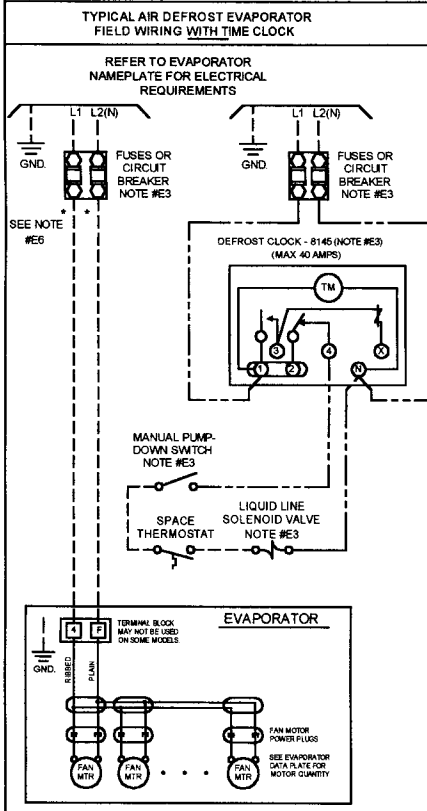 TYPICAL AIR DEFROST EVAPORATOR
FIELD WIRING WITH TIME CLOCK
REFER TO EVAPORATOR
NAMEPLATE FOR ELECTRICAL
REQUIREMENTS
L1 L2(N)
GND.
FUSES OR
CIRCUIT
BREAKER
NOTE #E3
* *
SEE NOTE
#E6
L1 L2(N)
GND.
FUSES OR
CIRCUIT
BREAKER
NOTE #E3
DEFROST CLOCK - 8145 (NOTE #E3)
(MAX 40 AMPS)
TM
3 4 X
1 2 N
MANUAL PUMP-
DOWN SWITCH
NOTE #E3
SPACE
THERMOSTAT
LIQUID LINE
SOLENOID VALVE
NOTE #E3
EVAPORATOR
4 F
TERMINAL BLOCK
MAY NOT BE USED
ON SOME MODELS.
GND.
RIBBED
PLAIN
FAN MOTOR
POWER PLUGS
SEE EVAPORATOR
DATA PLATE FOR
MOTOR QUANTITY
FAN
MTR
FAN
MTR
. . .
FAN
MTR